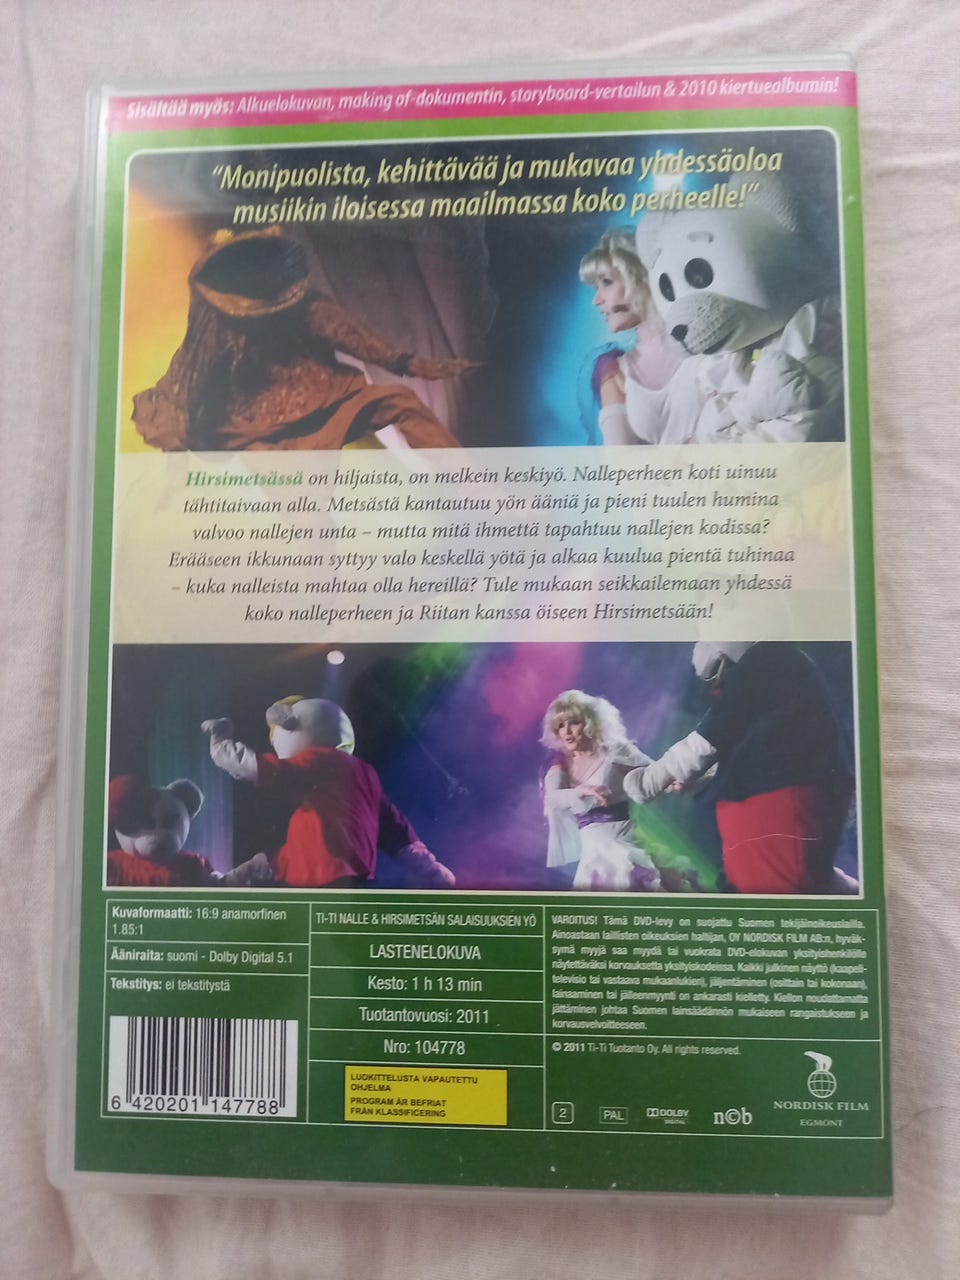 Sisältää myös: Alkuelokuvan, making of-dokumentin, storyboard-vertailun & 2010 kiertuealbumin!
"Monipuolista, kehittävää ja mukavaa yhdessäoloa
musiikin iloisessa maailmassa koko perheelle!"
Hirsimetsässä on hiljaista, on melkein keskiyö. Nalleperheen koti uinuu
tähtitaivaan alla. Metsästä kantautuu yön ääniä ja pieni tuulen humina
valvoo nallejen unta – mutta mitä ihmettä tapahtuu nallejen kodissa?
Erääseen ikkunaan syttyy valo keskellä yötä ja alkaa kuulua pientä tuhinaa
– kuka nalleista mahtaa olla hereillä? Tule mukaan seikkailemaan yhdessä
koko nalleperheen ja Riitan kanssa öiseen Hirsimetsään!
Kuvaformaatti: 16:9 anamorfinen
1.85:1
Ääniraita: suomi - Dolby Digital 5.1
Tekstitys: ei tekstitystä
6 420201 147788
TI-TI NALLE & HIRSIMETSÄN SALAISUUKSIEN YÖ
LASTENELOKUVA
Kesto: 1 h 13 min
Tuotantovuosi: 2011
Nro: 104778
LUOKITTELUSTA VAPAUTETTU
OHJELMA
PROGRAM ÄR BEFRIAT
FRÅN KLASSIFICERING
VAROITUS! Tämä DVD-levy on suojattu Suomen tekijäinoikeuslailla.
Ainoastaan laillisten oikeuksien haltijan, OY NORDISK FILM AB:n, hyväk-
symä myyjä saa myydä tai vuokrata DVD-elokuvan yksityishenkilölle
näytettäväksi korvauksetta yksityiskodeissa. Kaikki julkinen näyttö (kaapeli-
televisio tai vastaava mukaanlukien), jäljentäminen (osittain tai kokonaan),
lainaaminen tai jälleenmyynti on ankarasti kielletty. Kiellon noudattamatta
jättäminen johtaa Suomen lainsäädännön mukaiseen rangaistukseen ja
korvausvelvoitteeseen.
© 2011 Ti-Ti Tuotanto Oy. All rights reserved.
2 PAL DOLBY DIGITAL n©b
NORDISK FILM
EGMONT